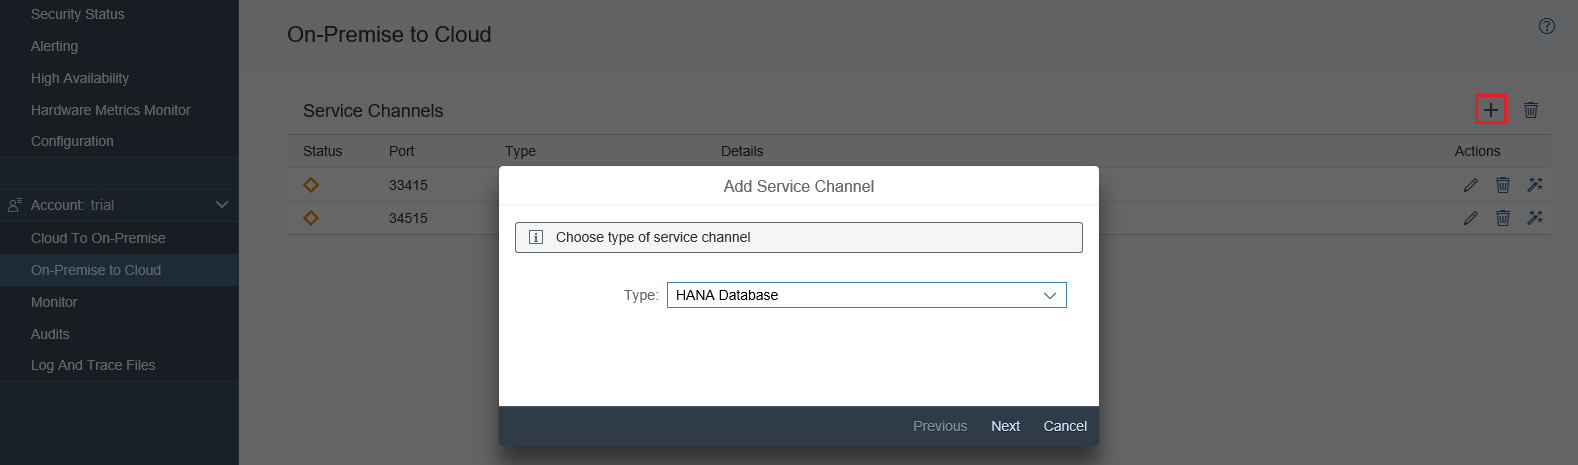 Security Status
Alerting
High Availability
Hardware Metrics Monitor
Configuration
Account: trial
Cloud To On-Premise
On-Premise to Cloud
Monitor
Audits
Log And Trace Files
On-Premise to Cloud
Service Channels
Status Port Type Details Actions
33415
34515
Add Service Channel
Choose type of service channel
Type: HANA Database
Previous Next Cancel